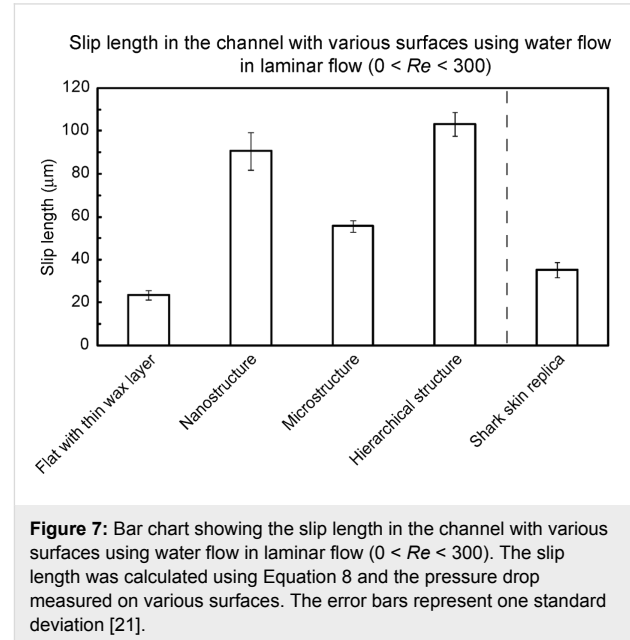 Slip length in the channel with various surfaces using water flow
in laminar flow (0 < Re < 300)
120
100
80
60
40
20
0
Slip length (μm)
Flat with thin wax layer
Nanostructure
Microstructure
Hierarchical structure
Shark skin replica
Figure 7: Bar chart showing the slip length in the channel with various
surfaces using water flow in laminar flow (0 < Re < 300). The slip
length was calculated using Equation 8 and the pressure drop
measured on various surfaces. The error bars represent one standard
deviation [21].